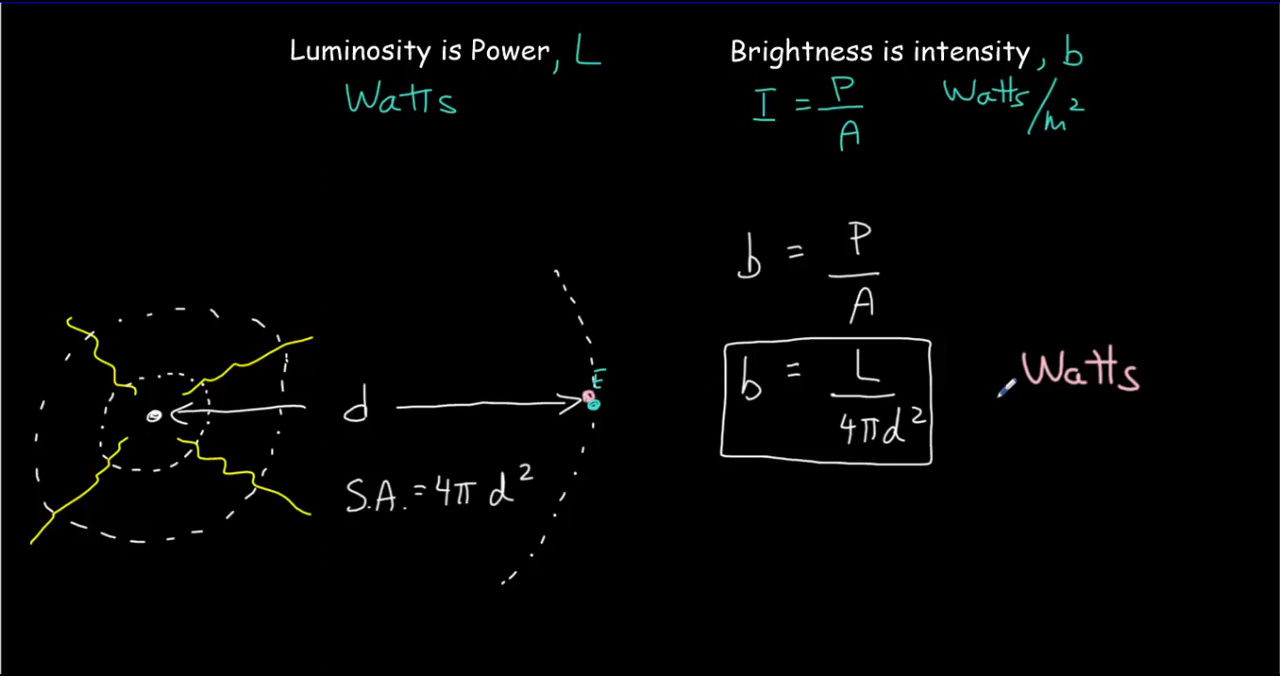 Luminosity is Power, L
Watts
Brightness is intensity, b
I = P/A
Watts/m²
b = P/A
b = L/4πd²
Watts
E
d
S.A. = 4π d²